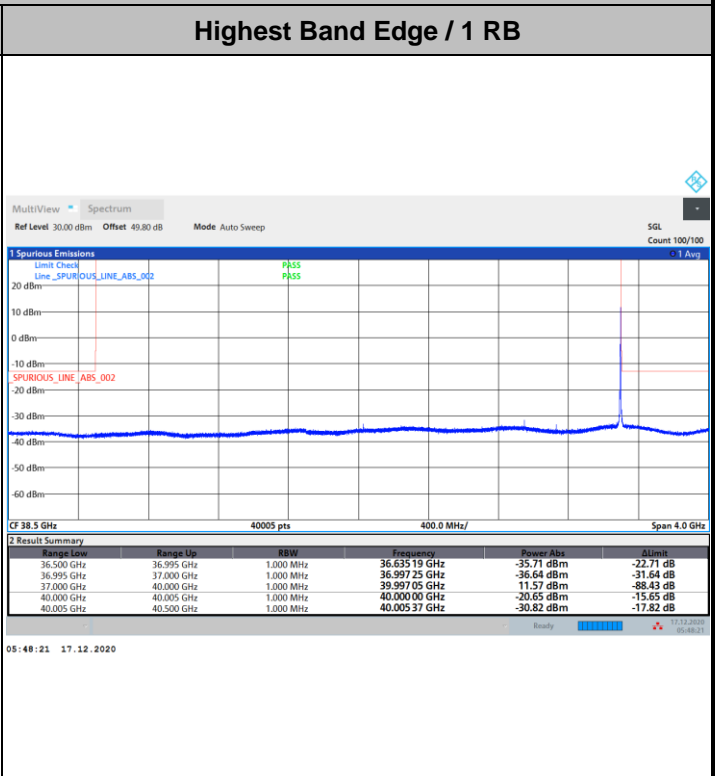 Highest Band Edge / 1 RB
MultiView Spectrum
Ref Level 30.00 dBm Offset 49.80 dB Mode Auto Sweep SGL
Count 100/100
1 Spurious Emissions 1 Avg
Limit Check PASS
Line _SPURIOUS_LINE_ABS_002 PASS
20 dBm
10 dBm
0 dBm
-10 dBm
_SPURIOUS_LINE_ABS_002
-20 dBm
-30 dBm
-40 dBm
-50 dBm
-60 dBm
CF 38.5 GHz 40005 pts 400.0 MHz/ Span 4.0 GHz
2 Result Summary
Range Low Range Up RBW Frequency Power Abs ΔLimit
36.500 GHz 36.995 GHz 1.000 MHz 36.635 19 GHz -35.71 dBm -22.71 dB
36.995 GHz 37.000 GHz 1.000 MHz 36.997 25 GHz -36.64 dBm -31.64 dB
37.000 GHz 40.000 GHz 1.000 MHz 39.997 05 GHz 11.57 dBm -88.43 dB
40.000 GHz 40.005 GHz 1.000 MHz 40.000 00 GHz -20.65 dBm -15.65 dB
40.005 GHz 40.500 GHz 1.000 MHz 40.005 37 GHz -30.82 dBm -17.82 dB
Ready 17.12.2020
05:48:21
05:48:21 17.12.2020